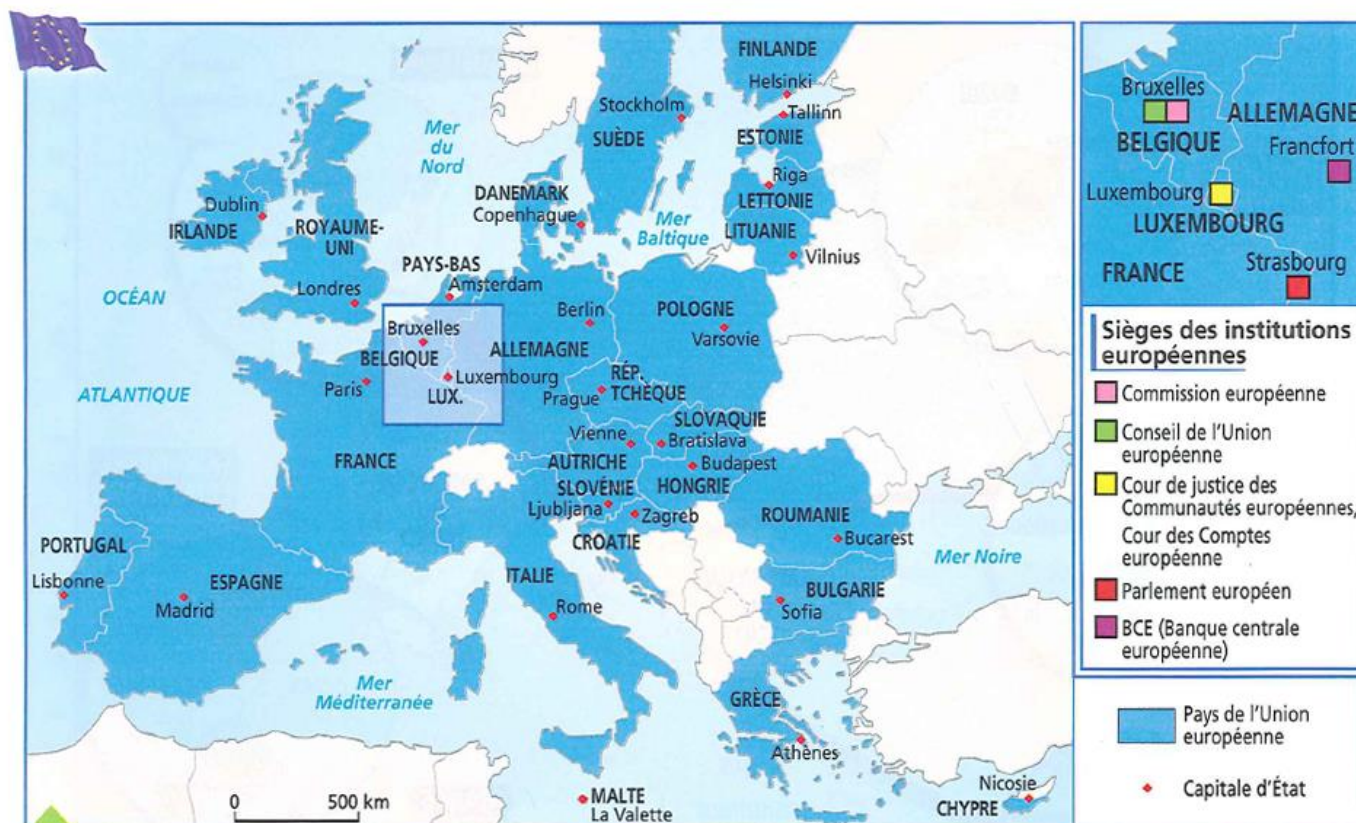 FINLANDE
Helsinki
Stockholm
Tallinn
SUÈDE
ESTONIE
Mer
du
Nord
Riga
LETTONIE
DANEMARK
Copenhague
Mer
Baltique
LITUANIE
Vilnius
Dublin
IRLANDE
ROYAUME-
UNI
Londres
PAYS-BAS
Amsterdam
OCÉAN
ATLANTIQUE
Berlin
POLOGNE
Varsovie
Bruxelles
BELGIQUE
ALLEMAGNE
Luxembourg
LUX.
Paris
RÉP.
TCHÈQUE
Prague
SLOVAQUIE
Vienne
Bratislava
AUTRICHE
Budapest
FRANCE
SLOVÉNIE
HONGRIE
Ljubljana
Zagreb
CROATIE
ROUMANIE
Bucarest
Mer Noire
PORTUGAL
Lisbonne
ESPAGNE
Madrid
ITALIE
Rome
BULGARIE
Sofia
Mer
Méditerranée
GRÈCE
Athènes
0 500 km
MALTE
La Valette
Nicosie
CHYPRE
Bruxelles
BELGIQUE
ALLEMAGNE
Francfort
Luxembourg
LUXEMBOURG
FRANCE
Strasbourg
Sièges des institutions
européennes
Commission européenne
Conseil de l'Union
européenne
Cour de justice des
Communautés européennes,
Cour des Comptes
européenne
Parlement européen
BCE (Banque centrale
européenne)
Pays de l'Union
européenne
Capitale d'État